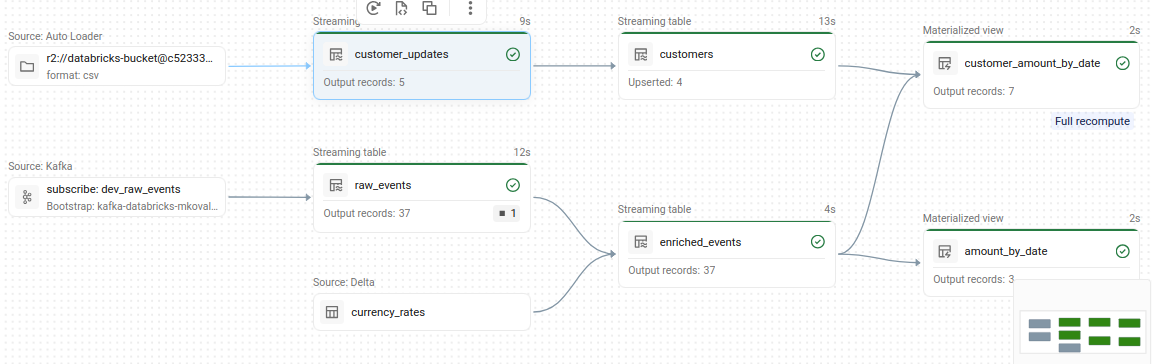 Source: Auto Loader
r2://databricks-bucket@c52333...
format: csv
Streaming
9s
customer_updates
Output records: 5
Streaming table
13s
customers
Upserted: 4
Materialized view
2s
customer_amount_by_date
Output records: 7
Full recompute
Source: Kafka
subscribe: dev_raw_events
Bootstrap: kafka-databricks-mkoval...
Streaming table
12s
raw_events
Output records: 37
1
Source: Delta
currency_rates
Streaming table
4s
enriched_events
Output records: 37
Materialized view
2s
amount_by_date
Output records: 3